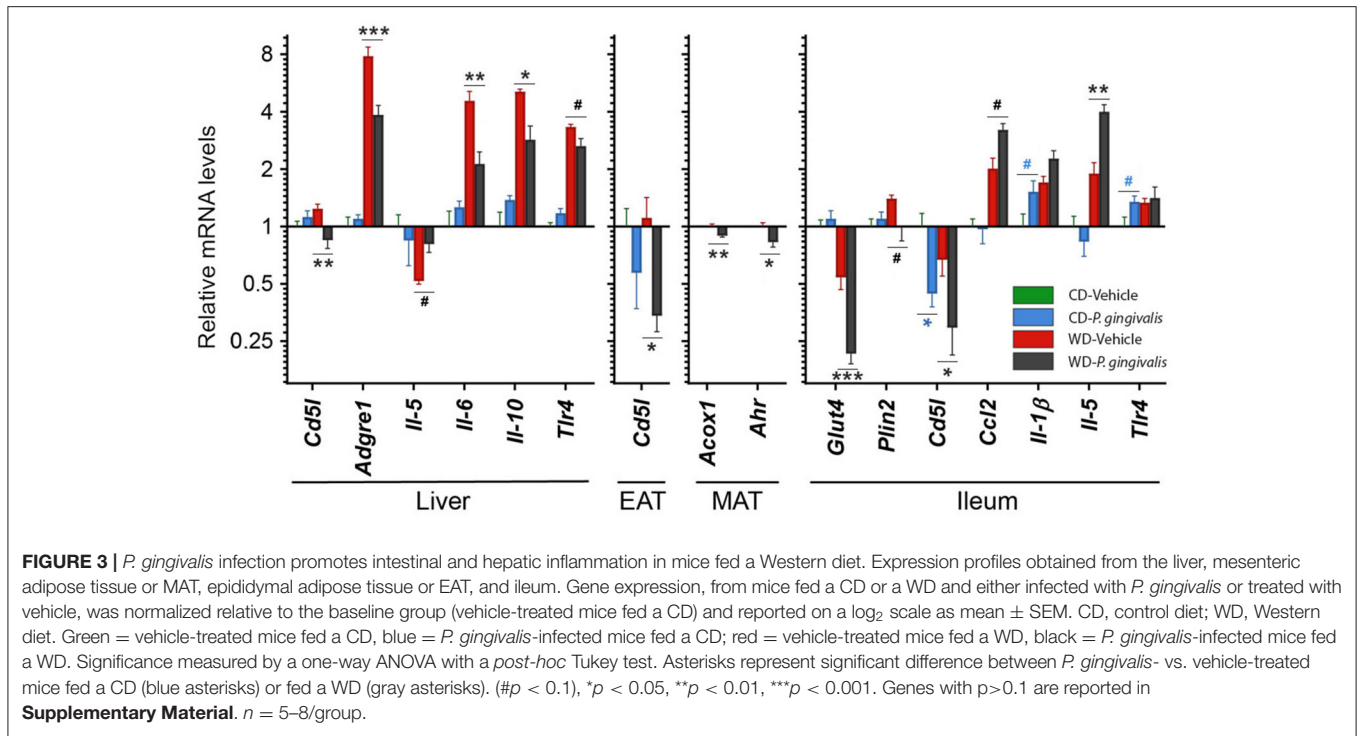 Relative mRNA levels
8
4
2
1
0.5
0.25
***
**
*
#
**
#
*
**
*
***
#
*
*
#
#
**
#
CD-Vehicle
CD-P. gingivalis
WD-Vehicle
WD-P. gingivalis
Cd5l
Adgre1
Il-5
Il-6
Il-10
Tlr4
Cd5l
Acox1
Ahr
Glut4
Plin2
Cd5l
Ccl2
Il-1β
Il-5
Tlr4
Liver
EAT
MAT
Ileum
FIGURE 3 | P. gingivalis infection promotes intestinal and hepatic inflammation in mice fed a Western diet. Expression profiles obtained from the liver, mesenteric
adipose tissue or MAT, epididymal adipose tissue or EAT, and ileum. Gene expression, from mice fed a CD or a WD and either infected with P. gingivalis or treated with
vehicle, was normalized relative to the baseline group (vehicle-treated mice fed a CD) and reported on a log₂ scale as mean ± SEM. CD, control diet; WD, Western
diet. Green = vehicle-treated mice fed a CD, blue = P. gingivalis-infected mice fed a CD; red = vehicle-treated mice fed a WD, black = P. gingivalis-infected mice fed
a WD. Significance measured by a one-way ANOVA with a post-hoc Tukey test. Asterisks represent significant difference between P. gingivalis- vs. vehicle-treated
mice fed a CD (blue asterisks) or fed a WD (gray asterisks). (#p < 0.1), *p < 0.05, **p < 0.01, ***p < 0.001. Genes with p>0.1 are reported in
Supplementary Material. n = 5–8/group.